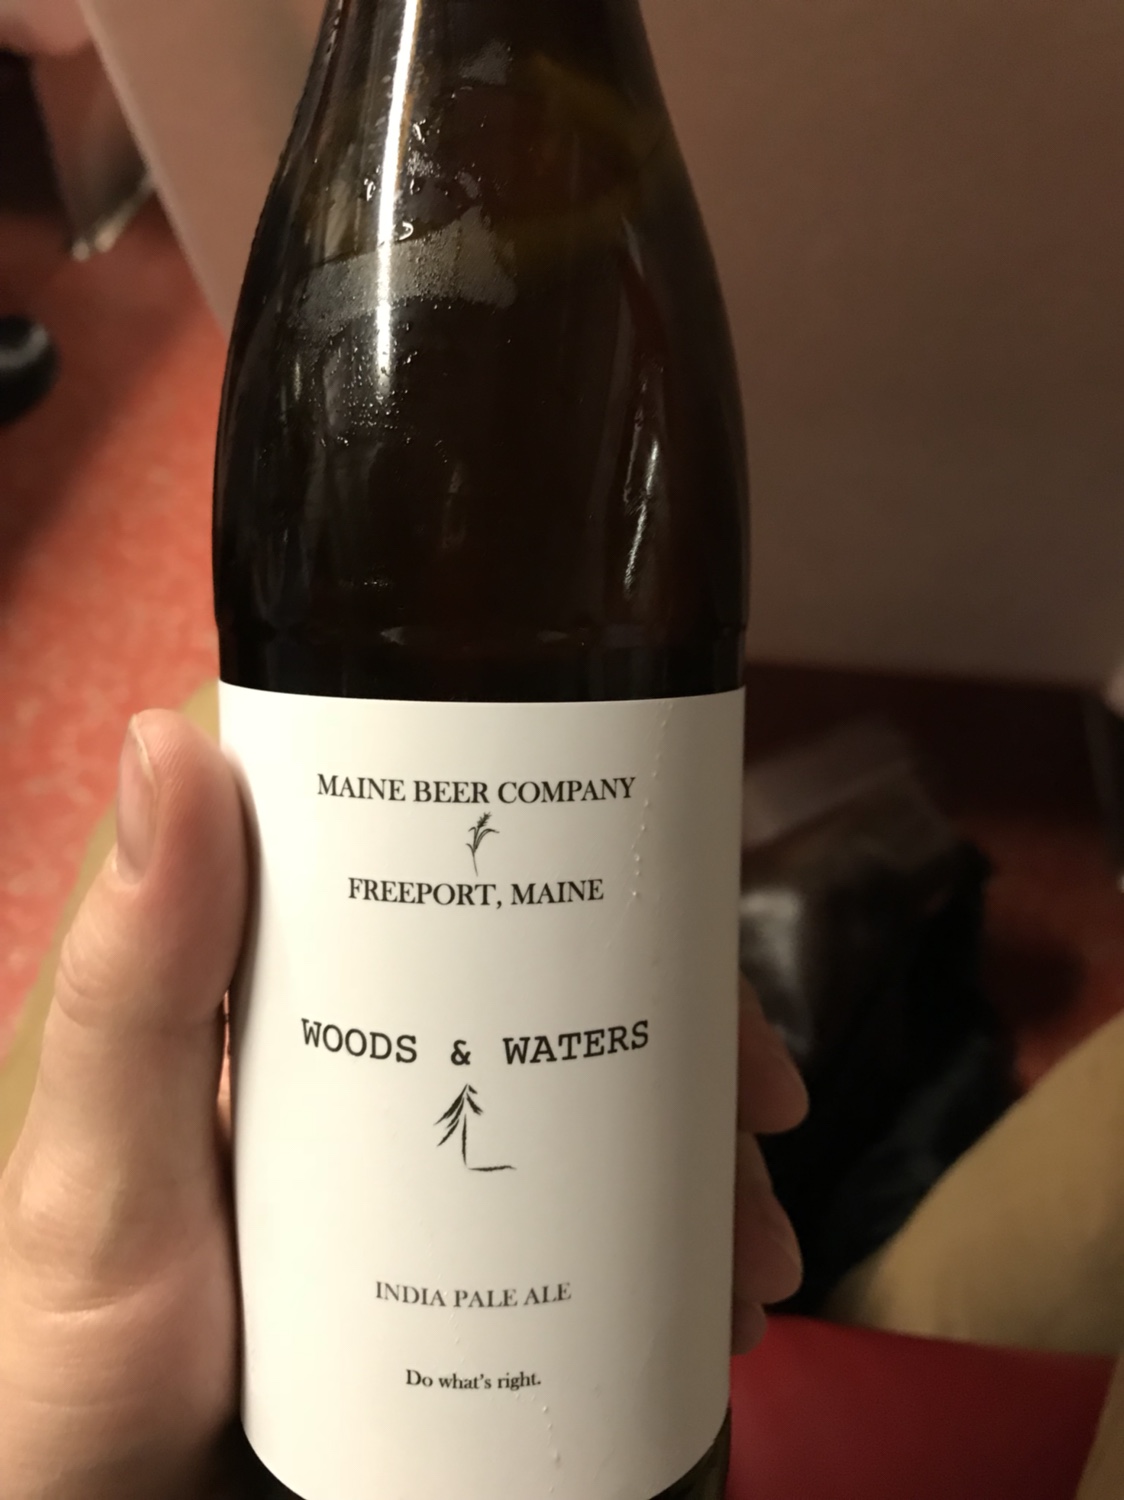 MAINE BEER COMPANY
FREEPORT, MAINE
WOODS & WATERS
INDIA PALE ALE
Do what's right.